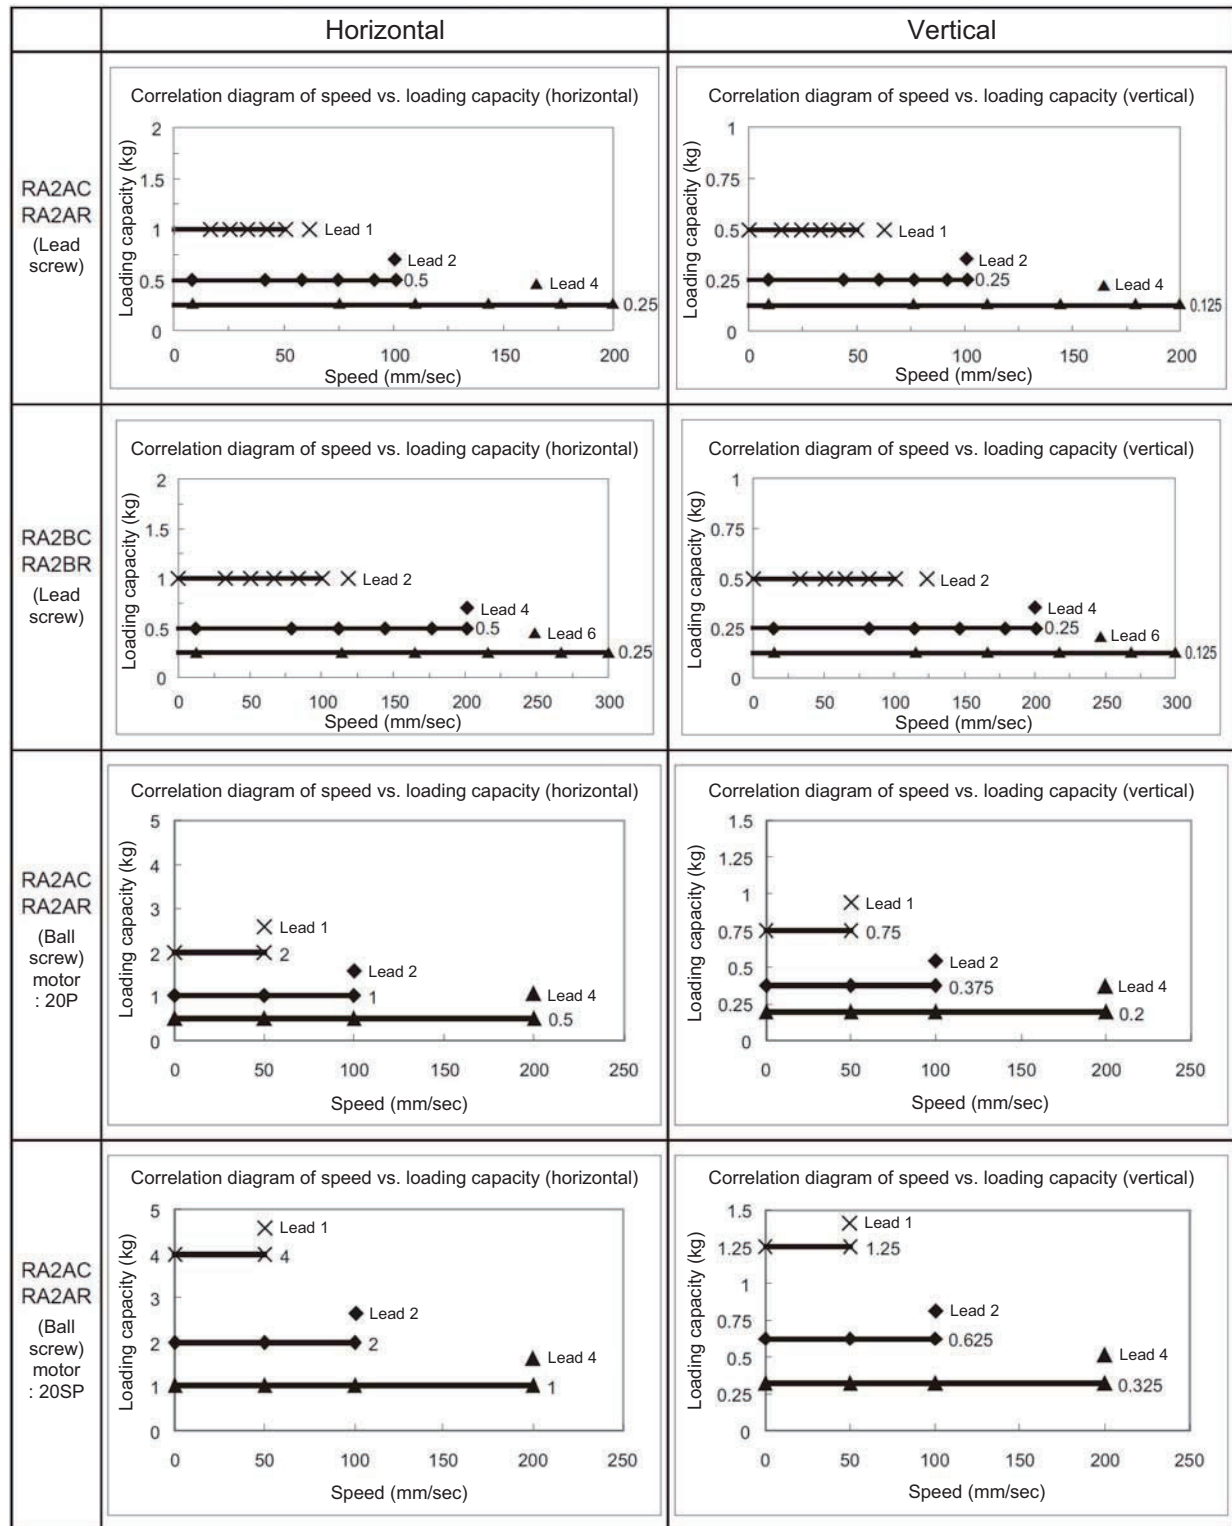 Horizontal
Vertical
RA2AC
RA2AR
(Lead
screw)
Correlation diagram of speed vs. loading capacity (horizontal)
Loading capacity (kg)
2
1.5
1
0.5
0
Lead 1
Lead 2
0.5
Lead 4
0.25
0 50 100 150 200
Speed (mm/sec)
Correlation diagram of speed vs. loading capacity (vertical)
Loading capacity (kg)
1
0.75
0.5
0.25
0
Lead 1
Lead 2
0.25
Lead 4
0.125
0 50 100 150 200
Speed (mm/sec)
RA2BC
RA2BR
(Lead
screw)
Correlation diagram of speed vs. loading capacity (horizontal)
Loading capacity (kg)
2
1.5
1
0.5
0
Lead 2
Lead 4
0.5
Lead 6
0.25
0 50 100 150 200 250 300
Speed (mm/sec)
Correlation diagram of speed vs. loading capacity (vertical)
Loading capacity (kg)
1
0.75
0.5
0.25
0
Lead 2
Lead 4
0.25
Lead 6
0.125
0 50 100 150 200 250 300
Speed (mm/sec)
RA2AC
RA2AR
(Ball
screw)
motor
: 20P
Correlation diagram of speed vs. loading capacity (horizontal)
Loading capacity (kg)
5
4
3
2
1
0
Lead 1
2
Lead 2
1
Lead 4
0.5
0 50 100 150 200 250
Speed (mm/sec)
Correlation diagram of speed vs. loading capacity (vertical)
Loading capacity (kg)
1.5
1.25
1
0.75
0.5
0.25
0
Lead 1
0.75
Lead 2
0.375
Lead 4
0.2
0 50 100 150 200 250
Speed (mm/sec)
RA2AC
RA2AR
(Ball
screw)
motor
: 20SP
Correlation diagram of speed vs. loading capacity (horizontal)
Loading capacity (kg)
5
4
3
2
1
0
Lead 1
4
Lead 2
2
Lead 4
1
0 50 100 150 200 250
Speed (mm/sec)
Correlation diagram of speed vs. loading capacity (vertical)
Loading capacity (kg)
1.5
1.25
1
0.75
0.5
0.25
0
Lead 1
1.25
Lead 2
0.625
Lead 4
0.325
0 50 100 150 200 250
Speed (mm/sec)